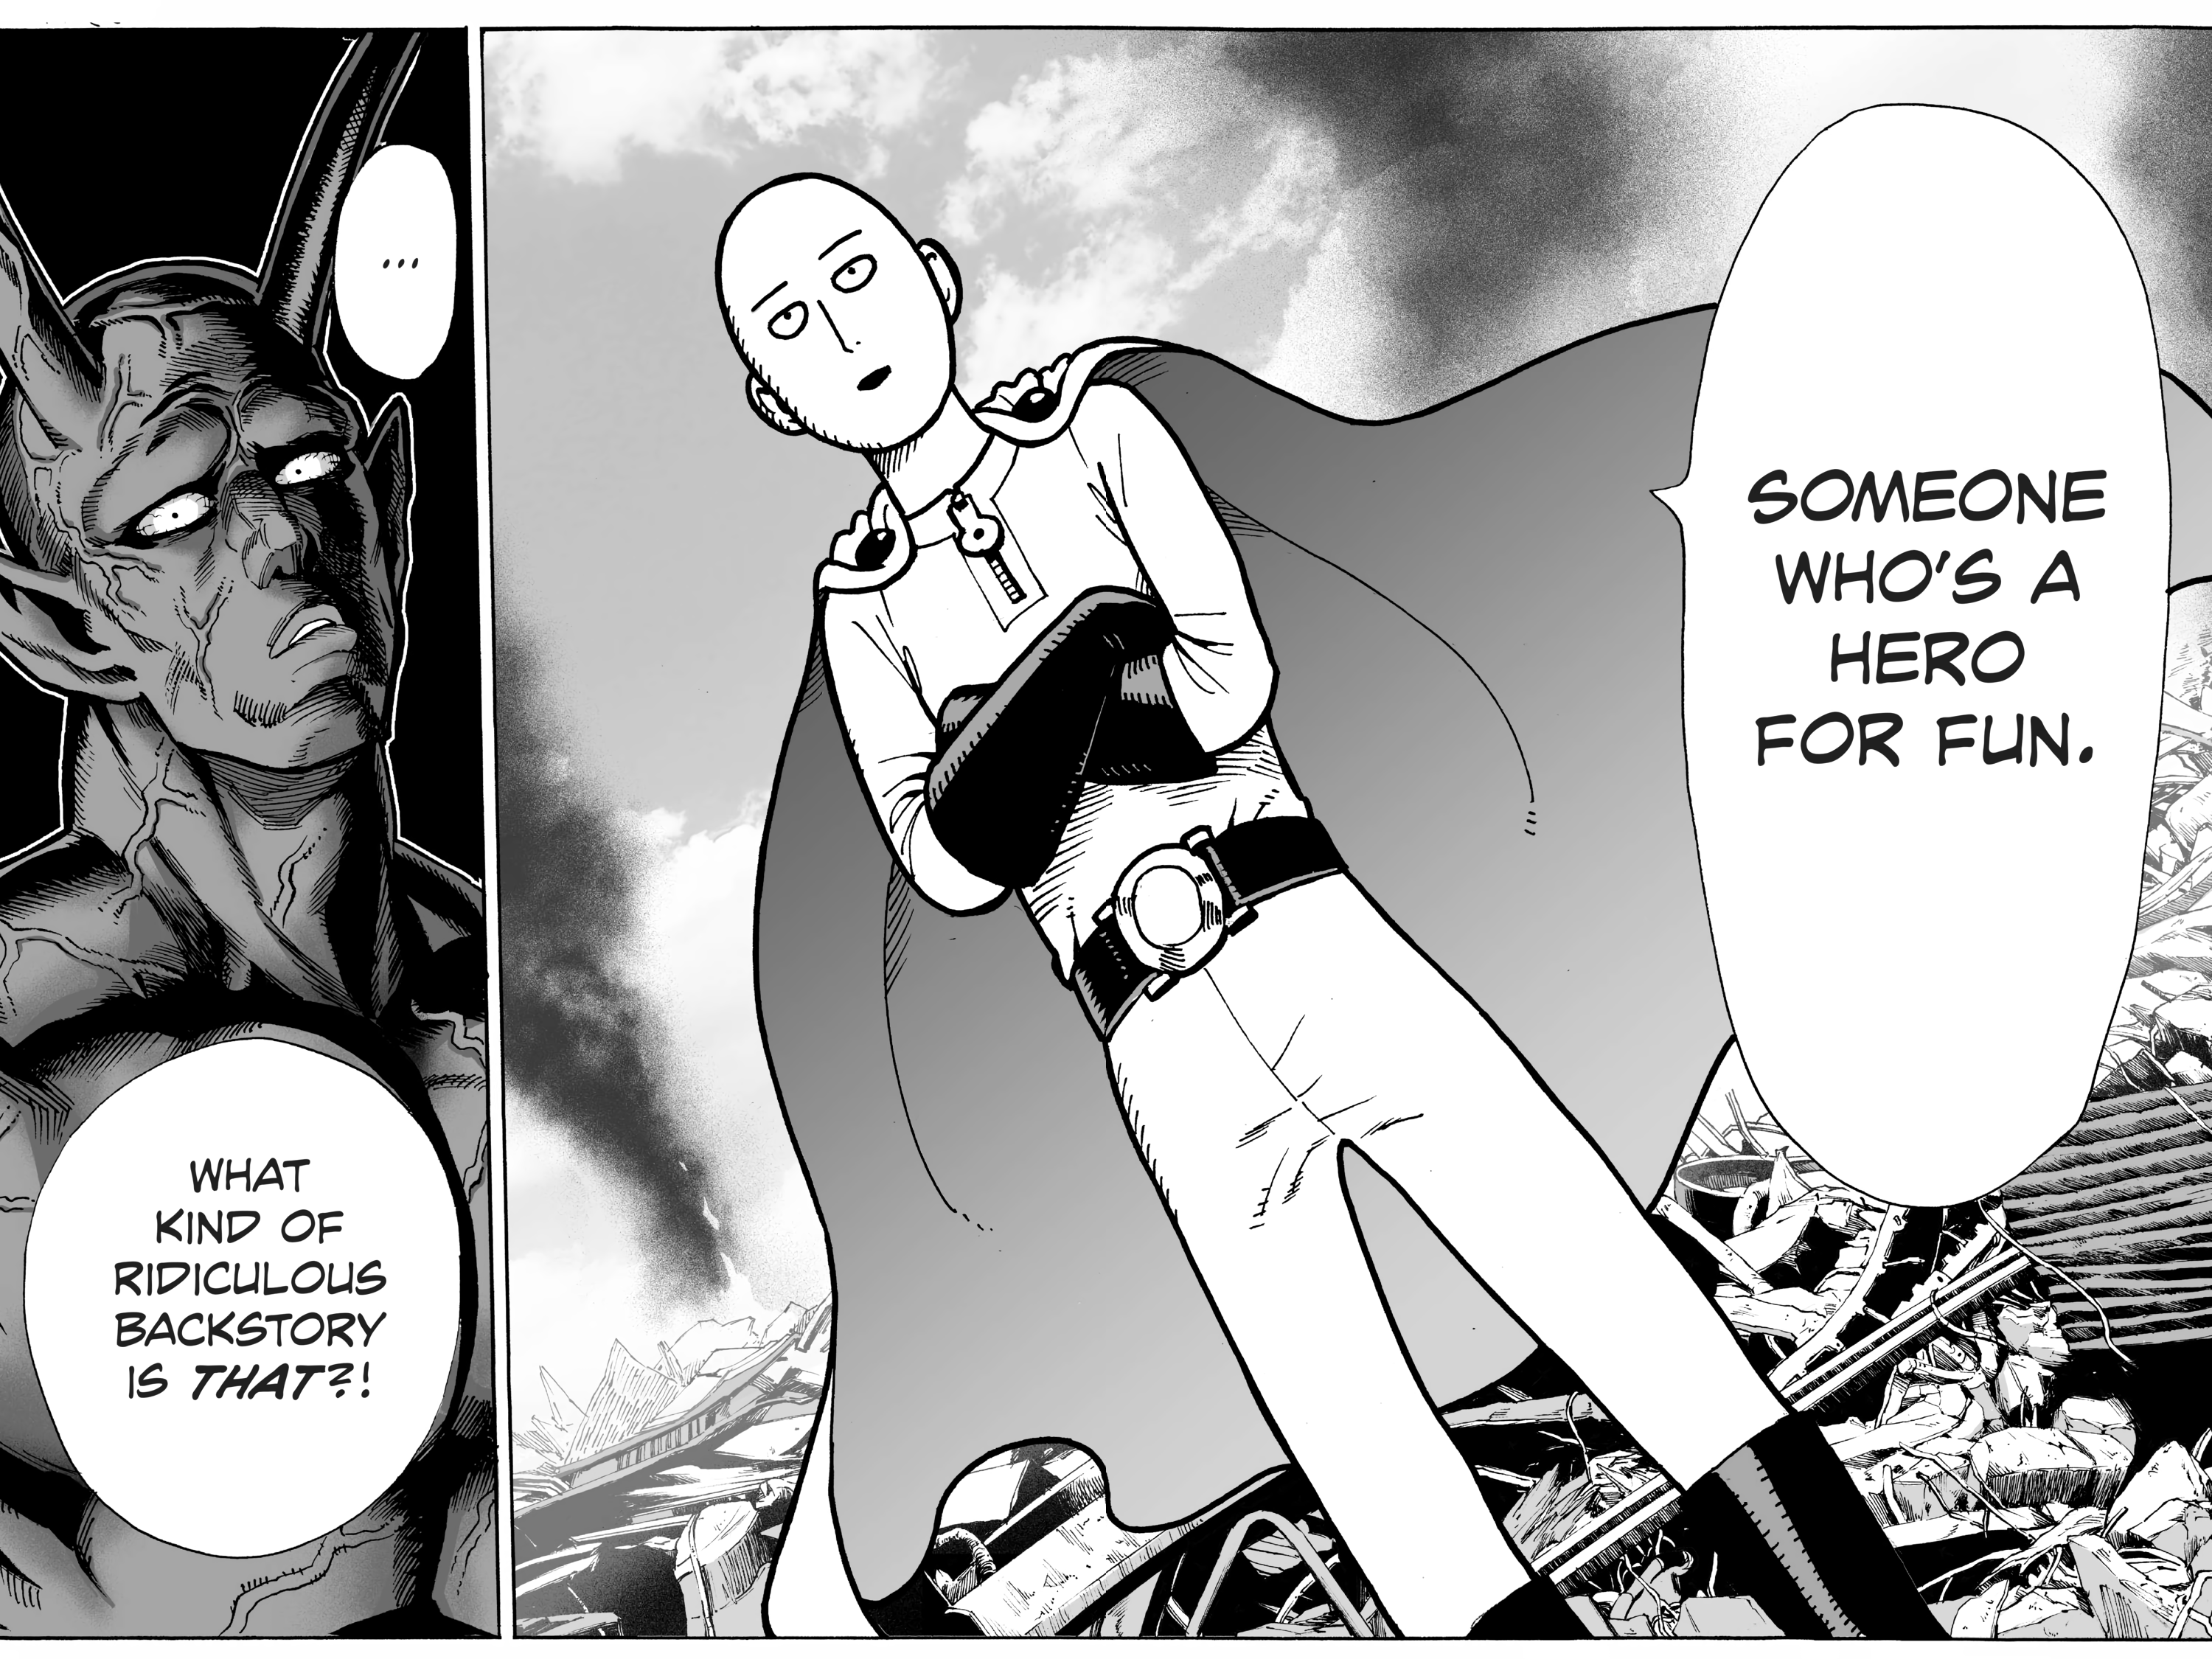 SOMEONE
WHO'S A
HERO
FOR FUN.
...
WHAT
KIND OF
RIDICULOUS
BACKSTORY
IS THAT?!